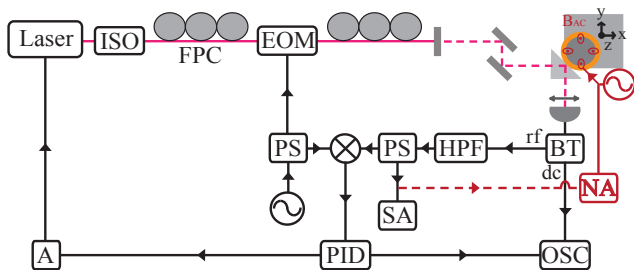 Laser
ISO
FPC
EOM
BAC
y
x
z
PS
PS
HPF
rf
BT
dc
SA
NA
A
PID
OSC